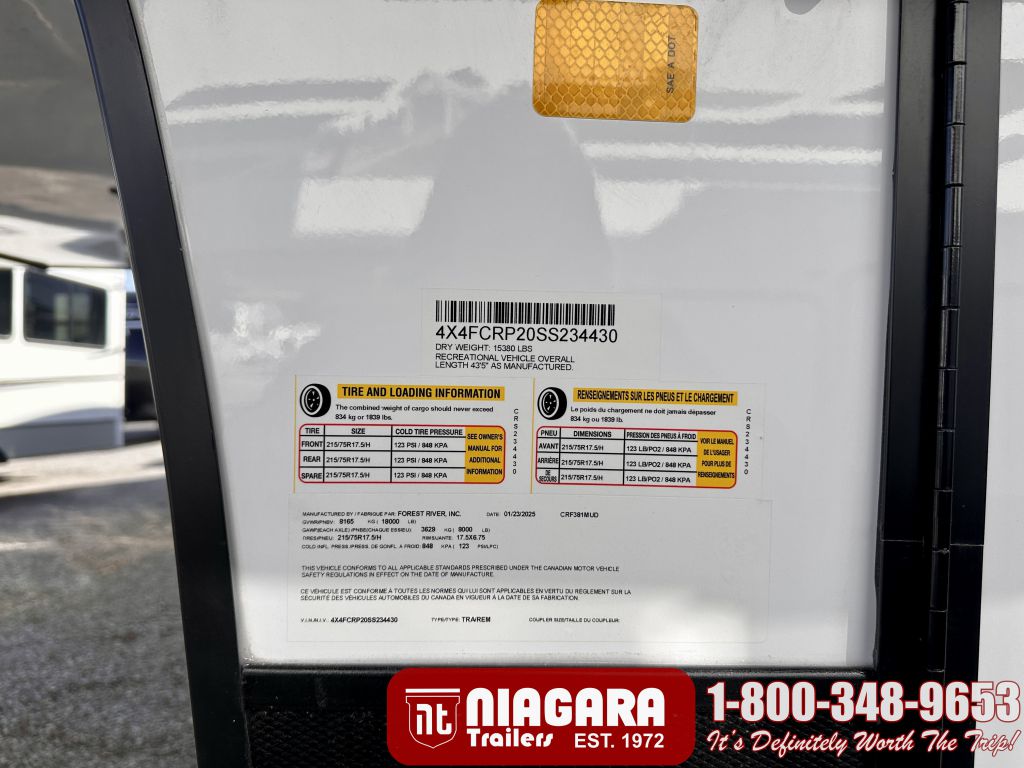 SAE A DOT
4X4FCRP20SS234430
DRY WEIGHT: 15380 LBS
RECREATIONAL VEHICLE OVERALL
LENGTH 43'5" AS MANUFACTURED.
TIRE AND LOADING INFORMATION
The combined weight of cargo should never exceed
834 kg or 1839 lbs.
TIRE SIZE COLD TIRE PRESSURE
FRONT 215/75R17.5/H 123 PSI / 848 KPA
REAR 215/75R17.5/H 123 PSI / 848 KPA
SPARE 215/75R17.5/H 123 PSI / 848 KPA
SEE OWNER'S
MANUAL FOR
ADDITIONAL
INFORMATION
CRS234430
RENSEIGNEMENTS SUR LES PNEUS ET LE CHARGEMENT
Le poids du chargement ne doit jamais dépasser
834 kg ou 1839 lb.
PNEU DIMENSIONS PRESSION DES PNEUS À FROID
AVANT 215/75R17.5/H 123 LB/PO2 / 848 KPA
ARRIÈRE 215/75R17.5/H 123 LB/PO2 / 848 KPA
DE SECOURS 215/75R17.5/H 123 LB/PO2 / 848 KPA
VOIR LE MANUEL
DE L'USAGER
POUR PLUS DE
RENSEIGNEMENTS
CRS234430
MANUFACTURED BY / FABRIQUE PAR: FOREST RIVER, INC. DATE: 01/23/2025 CRF381MUD
GVWR/PNBV: 8165 KG ( 18000 LB)
GAWP(EACH AXLE) /PNBE(CHAQUE ESSIEU) 3629 KG ( 8000 LB)
TIRES/PNEU: 215/75R17.5/H RIM/JANTE: 17.5X6.75
COLD INFL. PRESS./PRESS. DE GONFL. A FROID: 848 KPA ( 123 PSI/LPC)
THIS VEHICLE CONFORMS TO ALL APPLICABLE STANDARDS PRESCRIBED UNDER THE CANADIAN MOTOR VEHICLE
SAFETY REGULATIONS IN EFFECT ON THE DATE OF MANUFACTURE.
CE VEHICULE EST CONFORME A TOUTES LES NORMES QUI LUI SONT APPLICABLES EN VERTU DU REGLEMENT SUR LA
SÉCURITÉ DES VÉHICULES AUTOMOBILES DU CANADA EN VIGUEUR À LA DATE DE SA FABRICATION.
V.I.N./N.I.V. 4X4FCRP20SS234430 TYPE/TYPE: TRA/REM COUPLER SIZE/TAILLE DU COUPLEUR:
nt NIAGARA
Trailers EST. 1972
1-800-348-9653
It's Definitely Worth The Trip!